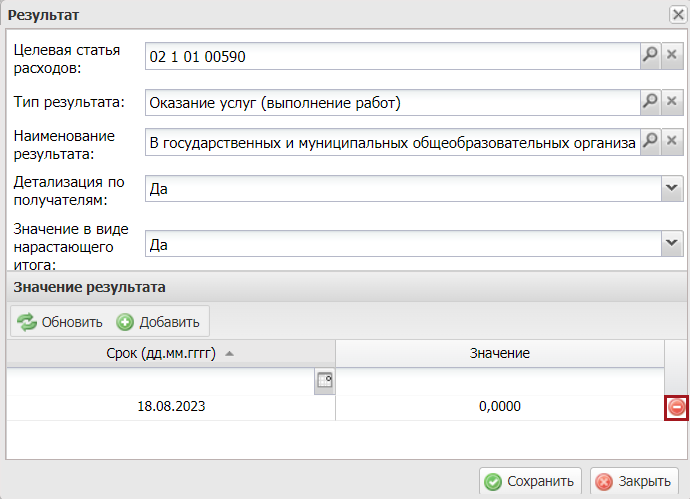 Результат
Целевая статья
расходов:
02 1 01 00590
Тип результата:
Оказание услуг (выполнение работ)
Наименование
результата:
В государственных и муниципальных общеобразовательных организа
Детализация по
получателям:
Да
Значение в виде
нарастающего
итога:
Да
Значение результата
Обновить Добавить
Срок (дд.мм.гггг) Значение
18.08.2023 0,0000
Сохранить Закрыть